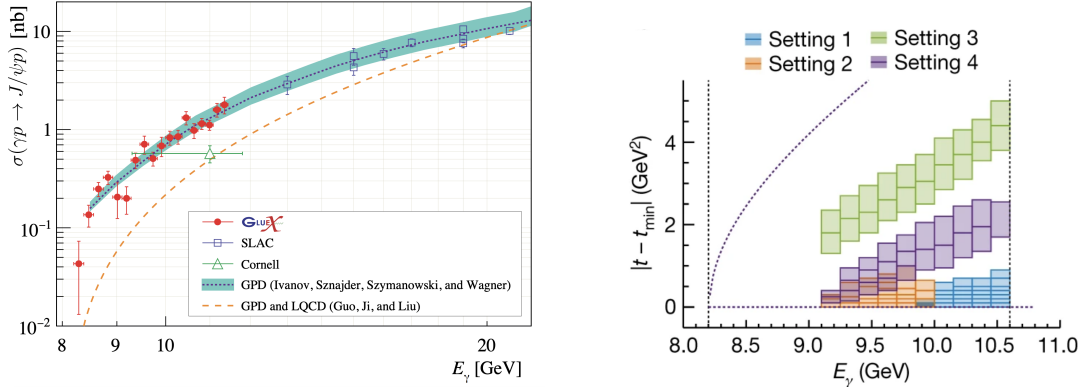 σ(γp → J/ψp) [nb]
10
1
10⁻¹
10⁻²
GLUEX
SLAC
Cornell
GPD (Ivanov, Sznajder, Szymanowski, and Wagner)
GPD and LQCD (Guo, Ji, and Liu)
8 9 10 20
Eγ [GeV]
Setting 1 Setting 3
Setting 2 Setting 4
|t − tmin| (GeV²)
4
2
0
8.0 8.5 9.0 9.5 10.0 10.5 11.0
Eγ (GeV)